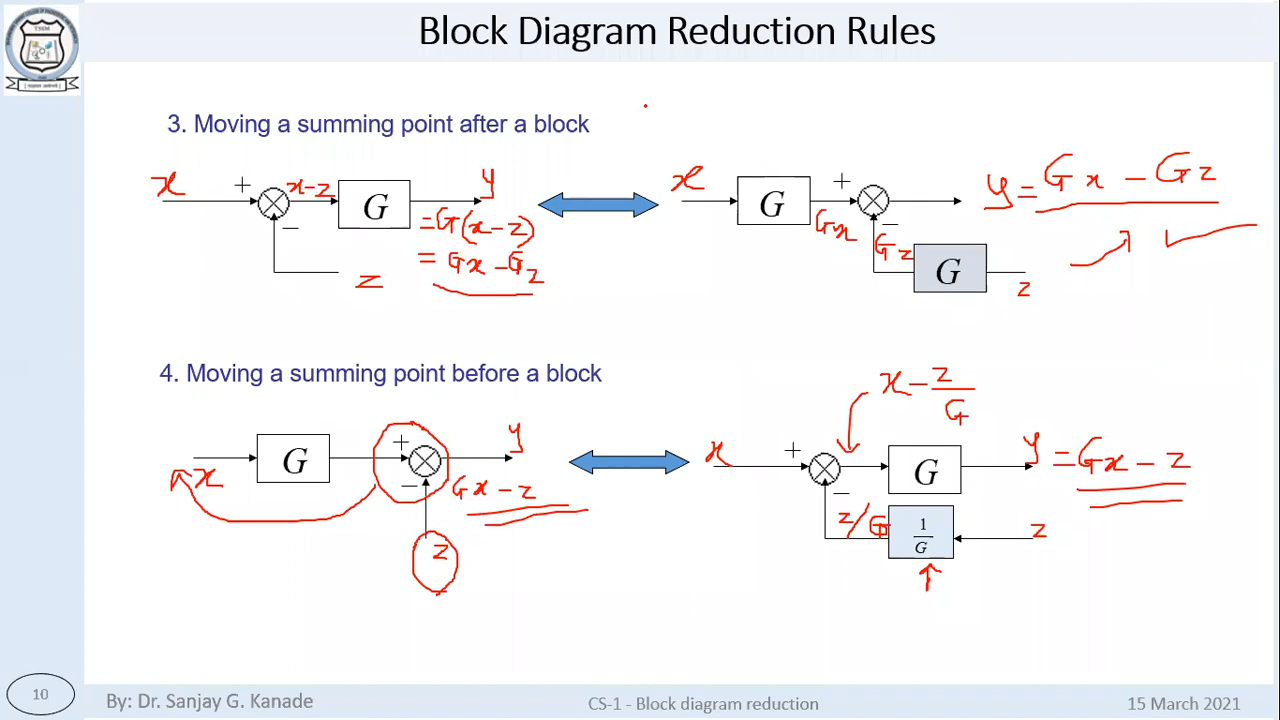 Block Diagram Reduction Rules
TSSM
3. Moving a summing point after a block
x + x-z G y
−
= G(x-z)
= Gx - Gz
z
x G + y = Gx - Gz
Gx −
Gz G
z
4. Moving a summing point before a block
x - z/G
x G + y
−
Gx - z
z
x + G y = Gx - z
−
z/G 1/G z
10
By: Dr. Sanjay G. Kanade
CS-1 - Block diagram reduction
15 March 2021